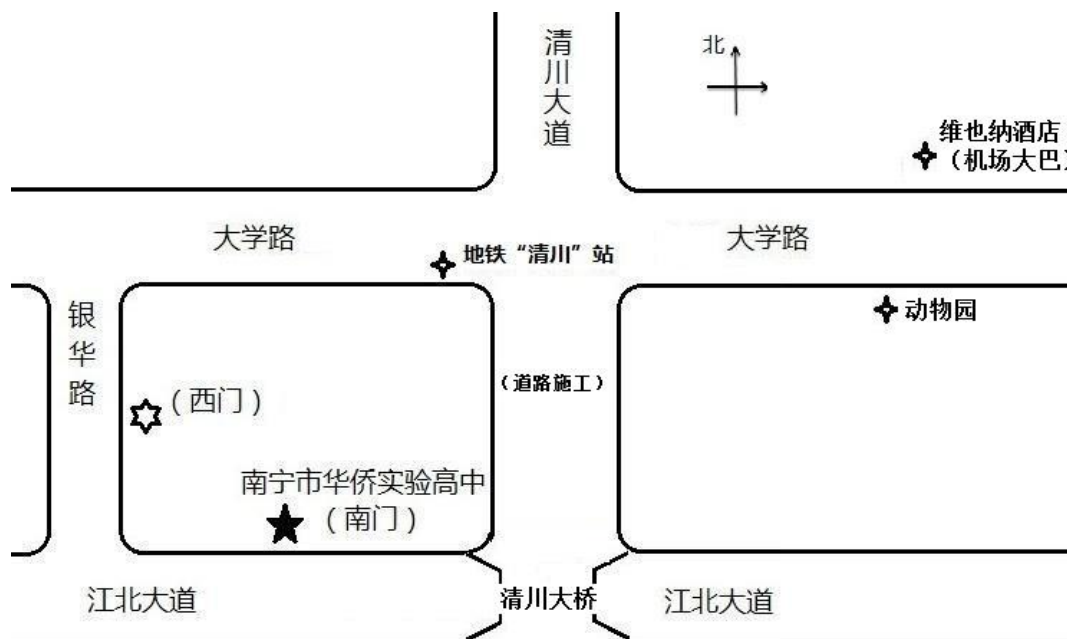 清川大道
北
维也纳酒店
（机场大巴）
大学路
大学路
地铁“清川”站
银华路
动物园
（道路施工）
（西门）
南宁市华侨实验高中
（南门）
江北大道
清川大桥
江北大道